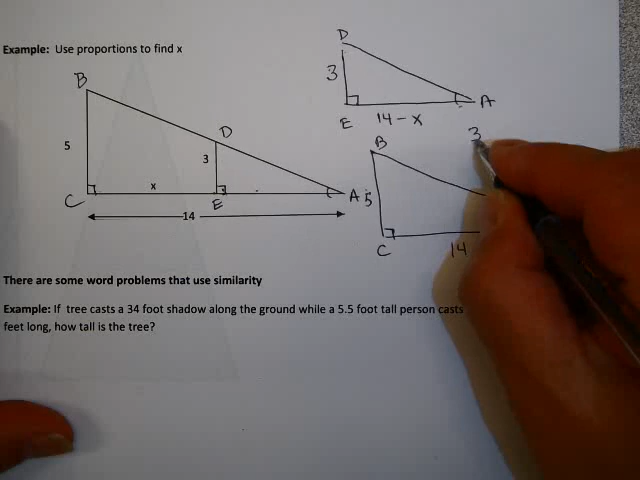 Example: Use proportions to find x
B
5
C
x
D
3
E
14
A
D
3
E
14 - x
A
B
5
C
14
3
There are some word problems that use similarity
Example: If tree casts a 34 foot shadow along the ground while a 5.5 foot tall person casts
feet long, how tall is the tree?